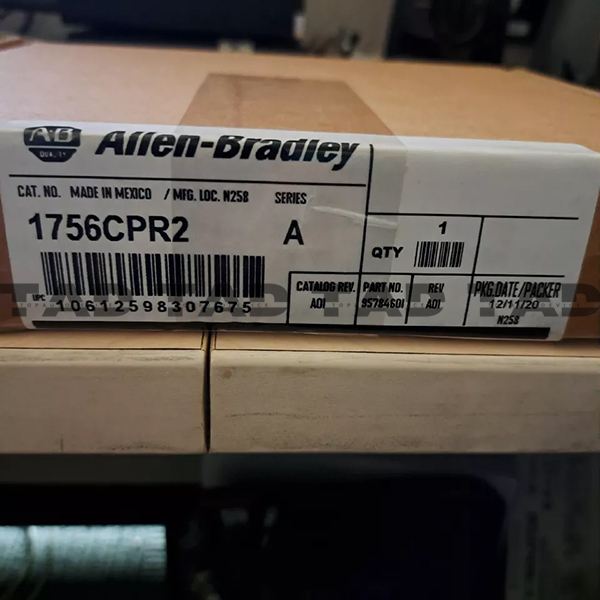 AB
QUALITY
Allen-Bradley
CAT. NO. MADE IN MEXICO / MFG. LOC. N258 SERIES
1756CPR2 A
QTY 1
UPC 10612598307675
CATALOG REV. A01
PART NO. 95784601
REV A01
PKG.DATE/PACKER
12/11/20
N258